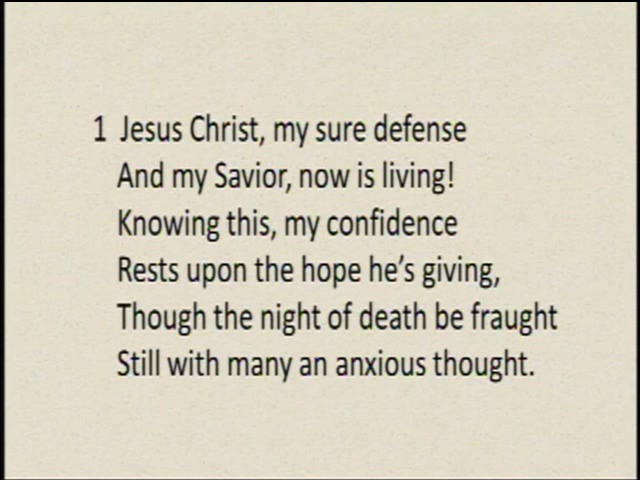 1 Jesus Christ, my sure defense
And my Savior, now is living!
Knowing this, my confidence
Rests upon the hope he's giving,
Though the night of death be fraught
Still with many an anxious thought.